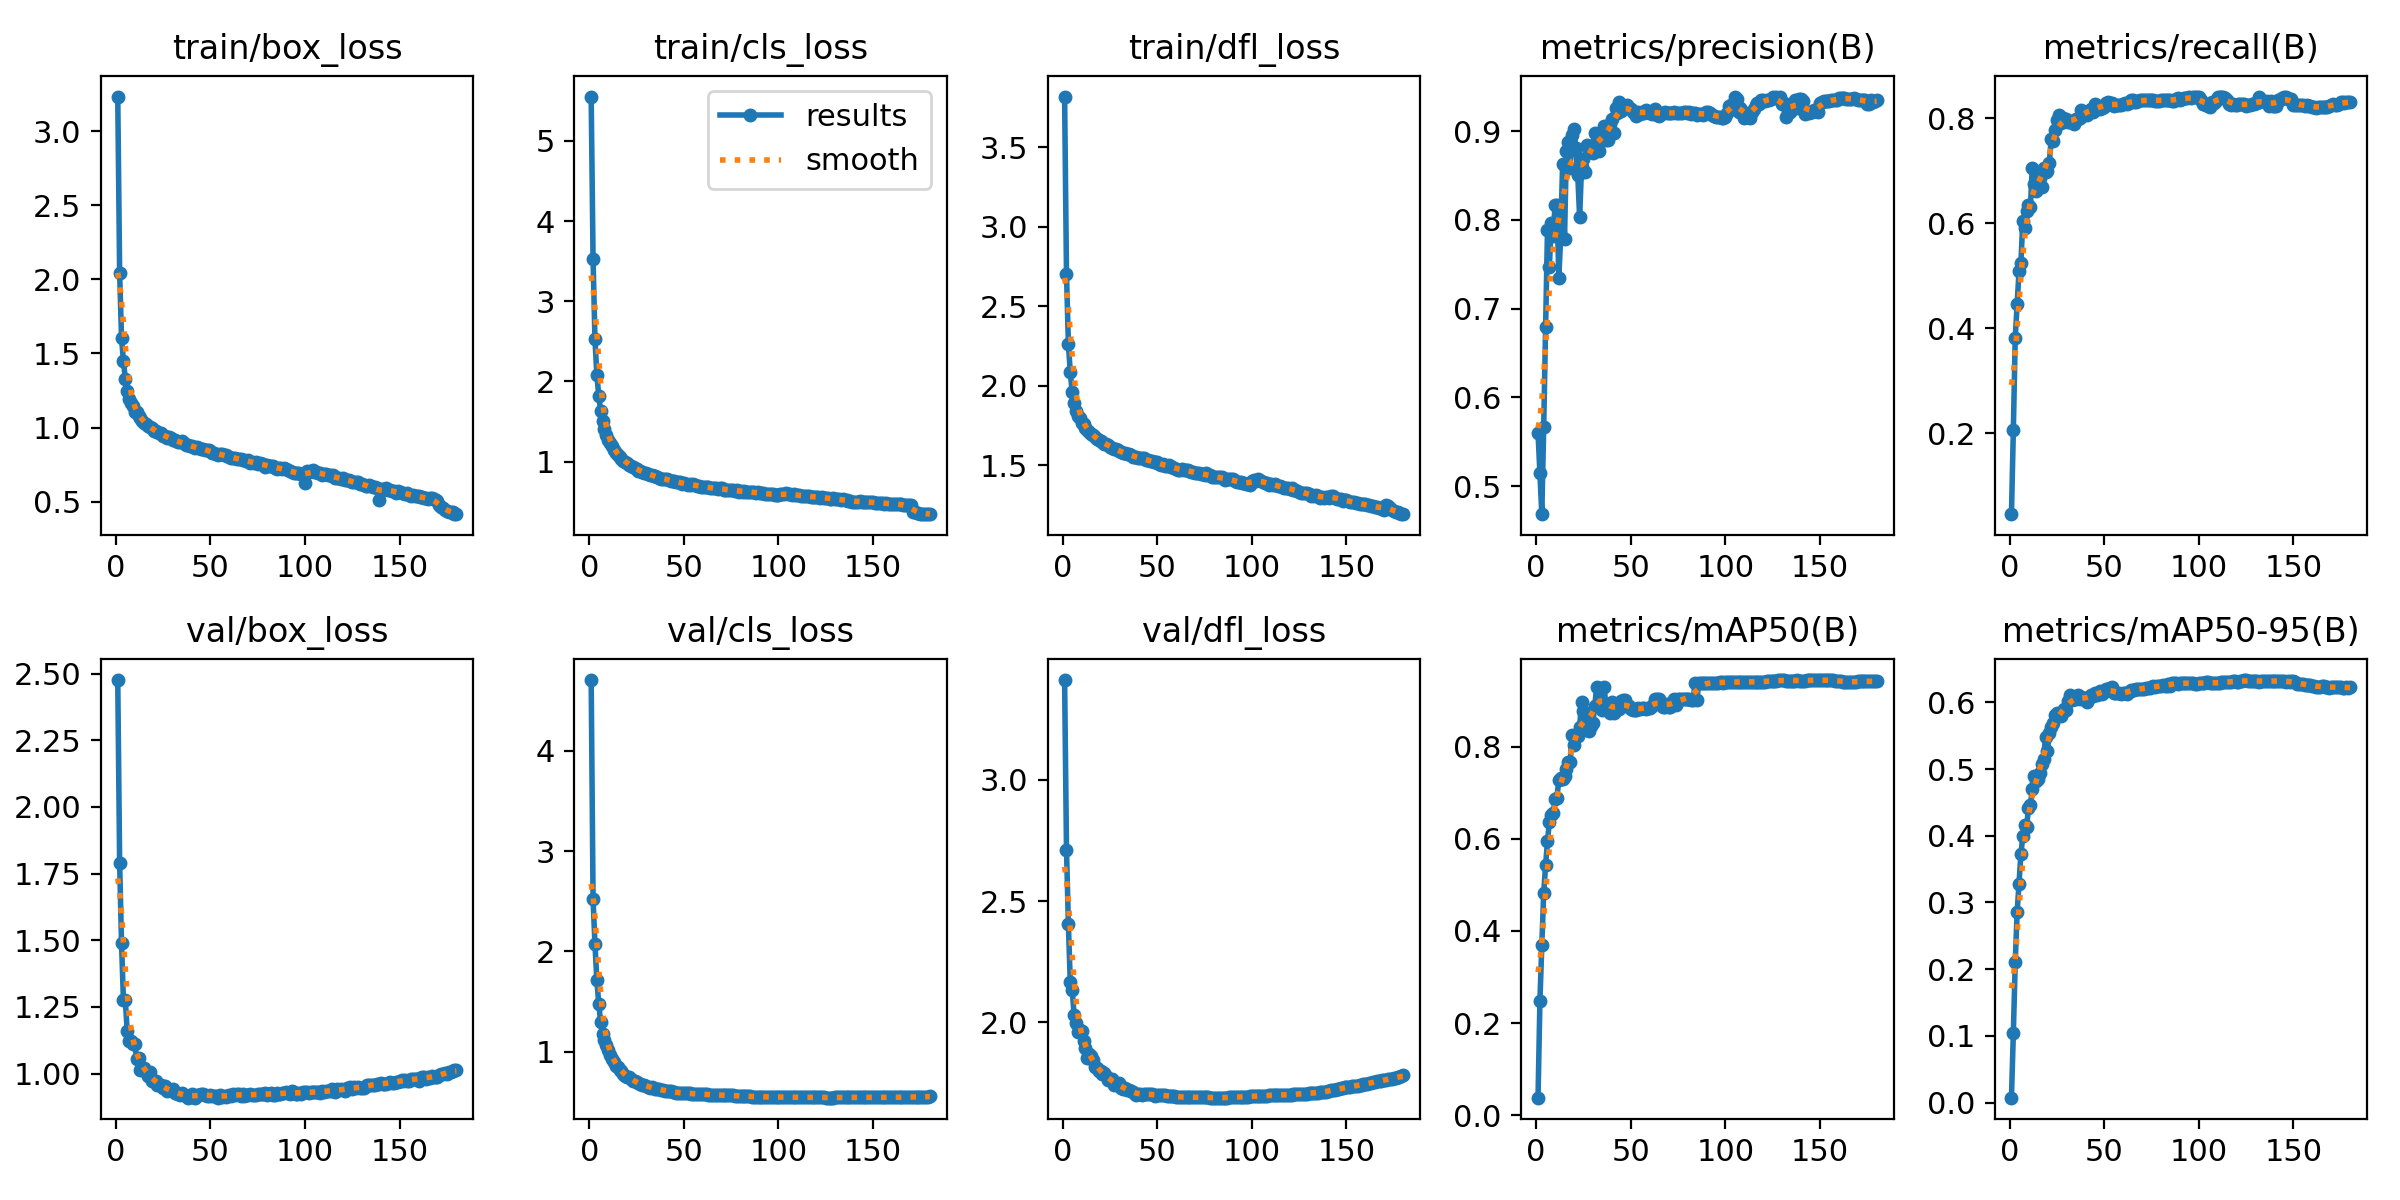 train/box_loss
3.0
2.5
2.0
1.5
1.0
0.5
0 50 100 150
train/cls_loss
results
smooth
5
4
3
2
1
0 50 100 150
train/dfl_loss
3.5
3.0
2.5
2.0
1.5
0 50 100 150
metrics/precision(B)
0.9
0.8
0.7
0.6
0.5
0 50 100 150
metrics/recall(B)
0.8
0.6
0.4
0.2
0 50 100 150
val/box_loss
2.50
2.25
2.00
1.75
1.50
1.25
1.00
0 50 100 150
val/cls_loss
4
3
2
1
0 50 100 150
val/dfl_loss
3.0
2.5
2.0
0 50 100 150
metrics/mAP50(B)
0.8
0.6
0.4
0.2
0.0
0 50 100 150
metrics/mAP50-95(B)
0.6
0.5
0.4
0.3
0.2
0.1
0.0
0 50 100 150